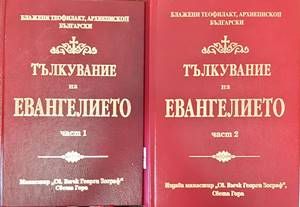 БЛАЖЕНИ ТЕОФИЛАКТ, АРХИЕПИСКОП
БЪЛГАРСКИ
ТЪЛКУВАНИЕ
на
ЕВАНГЕЛИЕТО
част 1
Манастир „Св. Вмчк Георги Зограф“,
Света Гора
БЛАЖЕНИ ТЕОФИЛАКТ, АРХИЕПИСКОП
БЪЛГАРСКИ
ТЪЛКУВАНИЕ
на
ЕВАНГЕЛИЕТО
част 2
Издава манастир „Св. Вмчк Георги Зограф“,
Света Гора